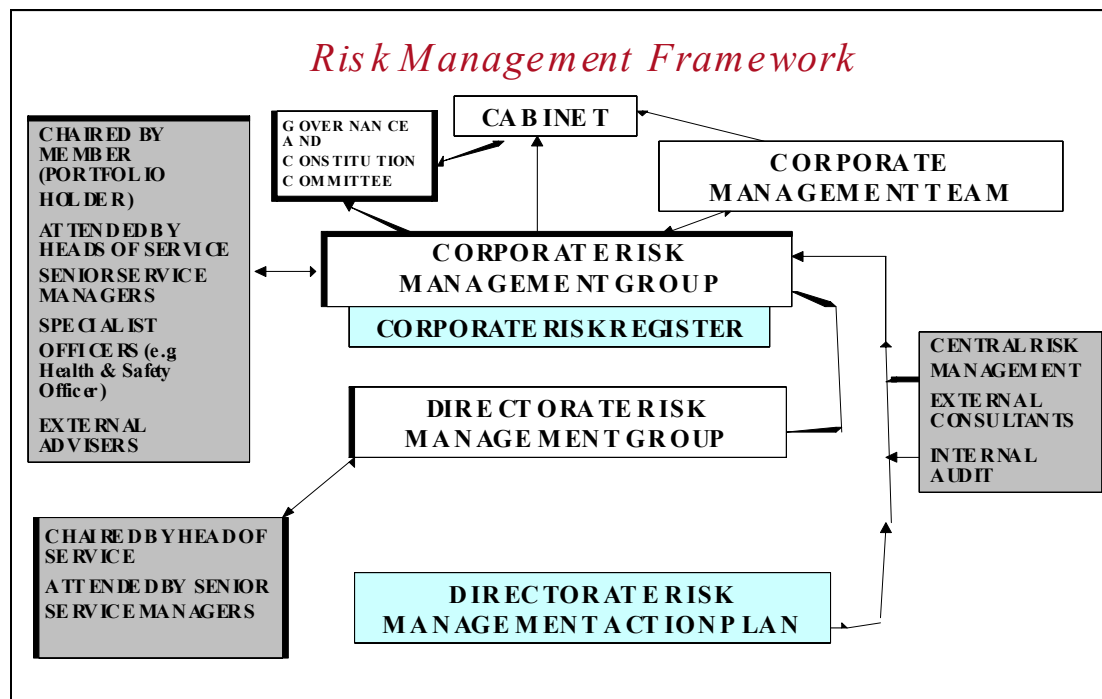 Risk Management Framework
CABINET
GOVERNANCE
AND
CONSTITUTION
COMMITTEE
CORPORATE
MANAGEMENT TEAM
CHAIRED BY
MEMBER
(PORTFOLIO
HOLDER)
ATTENDED BY
HEADS OF SERVICE
SENIOR SERVICE
MANAGERS
SPECIALIST
OFFICERS (e.g
Health & Safety
Officer)
EXTERNAL
ADVISERS
CORPORATE RISK
MANAGEMENT GROUP
CORPORATE RISK REGISTER
DIRECTORATE RISK
MANAGEMENT GROUP
CENTRAL RISK
MANAGEMENT
EXTERNAL
CONSULTANTS
INTERNAL
AUDIT
CHAIRED BY HEAD OF
SERVICE
ATTENDED BY SENIOR
SERVICE MANAGERS
DIRECTORATE RISK
MANAGEMENT ACTION PLAN